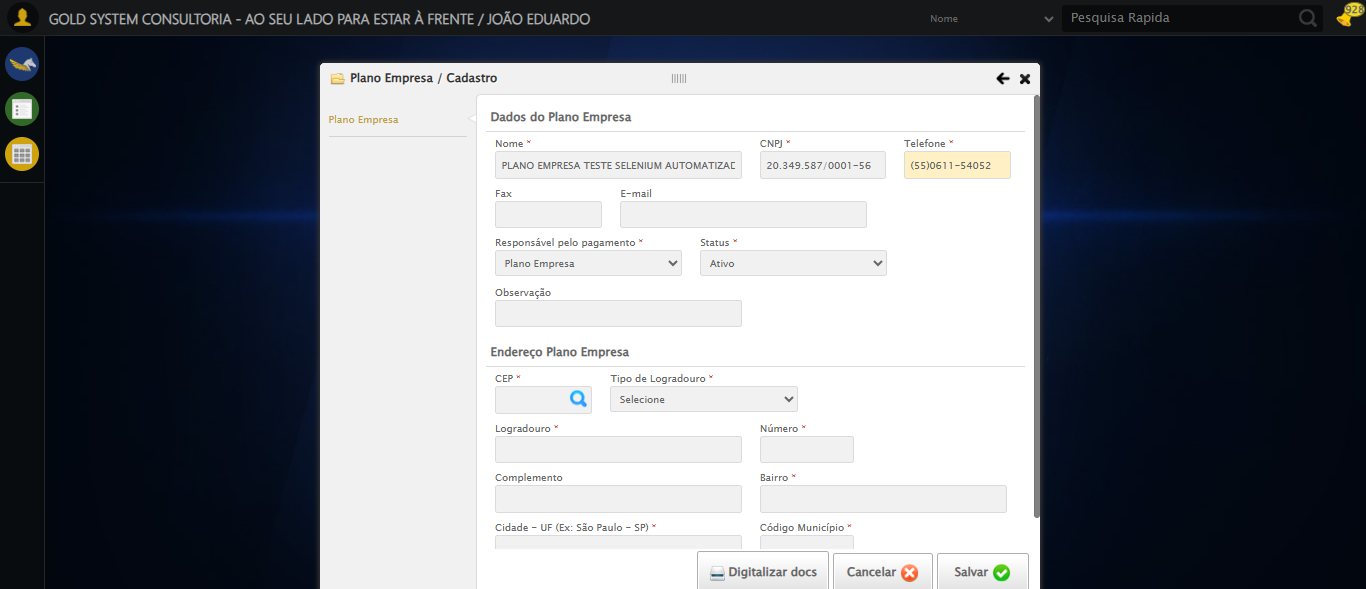 GOLD SYSTEM CONSULTORIA - AO SEU LADO PARA ESTAR À FRENTE / JOÃO EDUARDO
Nome
Pesquisa Rapida
928
Plano Empresa / Cadastro
Plano Empresa
Dados do Plano Empresa
Nome * CNPJ * Telefone *
PLANO EMPRESA TESTE SELENIUM AUTOMATIZAD 20.349.587/0001-56 (55)0611-54052
Fax E-mail
Responsável pelo pagamento * Status *
Plano Empresa Ativo
Observação
Endereço Plano Empresa
CEP * Tipo de Logradouro *
Selecione
Logradouro * Número *
Complemento Bairro *
Cidade - UF (Ex: São Paulo - SP) * Código Município *
Digitalizar docs Cancelar Salvar